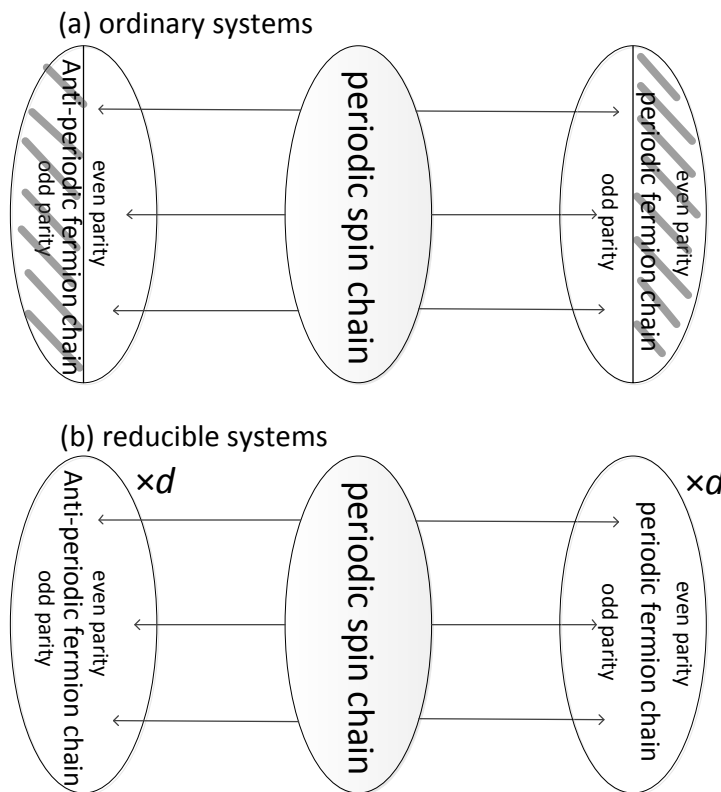 (a) ordinary systems
Anti-periodic fermion chain
even parity
odd parity
periodic spin chain
periodic fermion chain
even parity
odd parity
(b) reducible systems
Anti-periodic fermion chain
even parity
odd parity
×d
periodic spin chain
periodic fermion chain
even parity
odd parity
×d